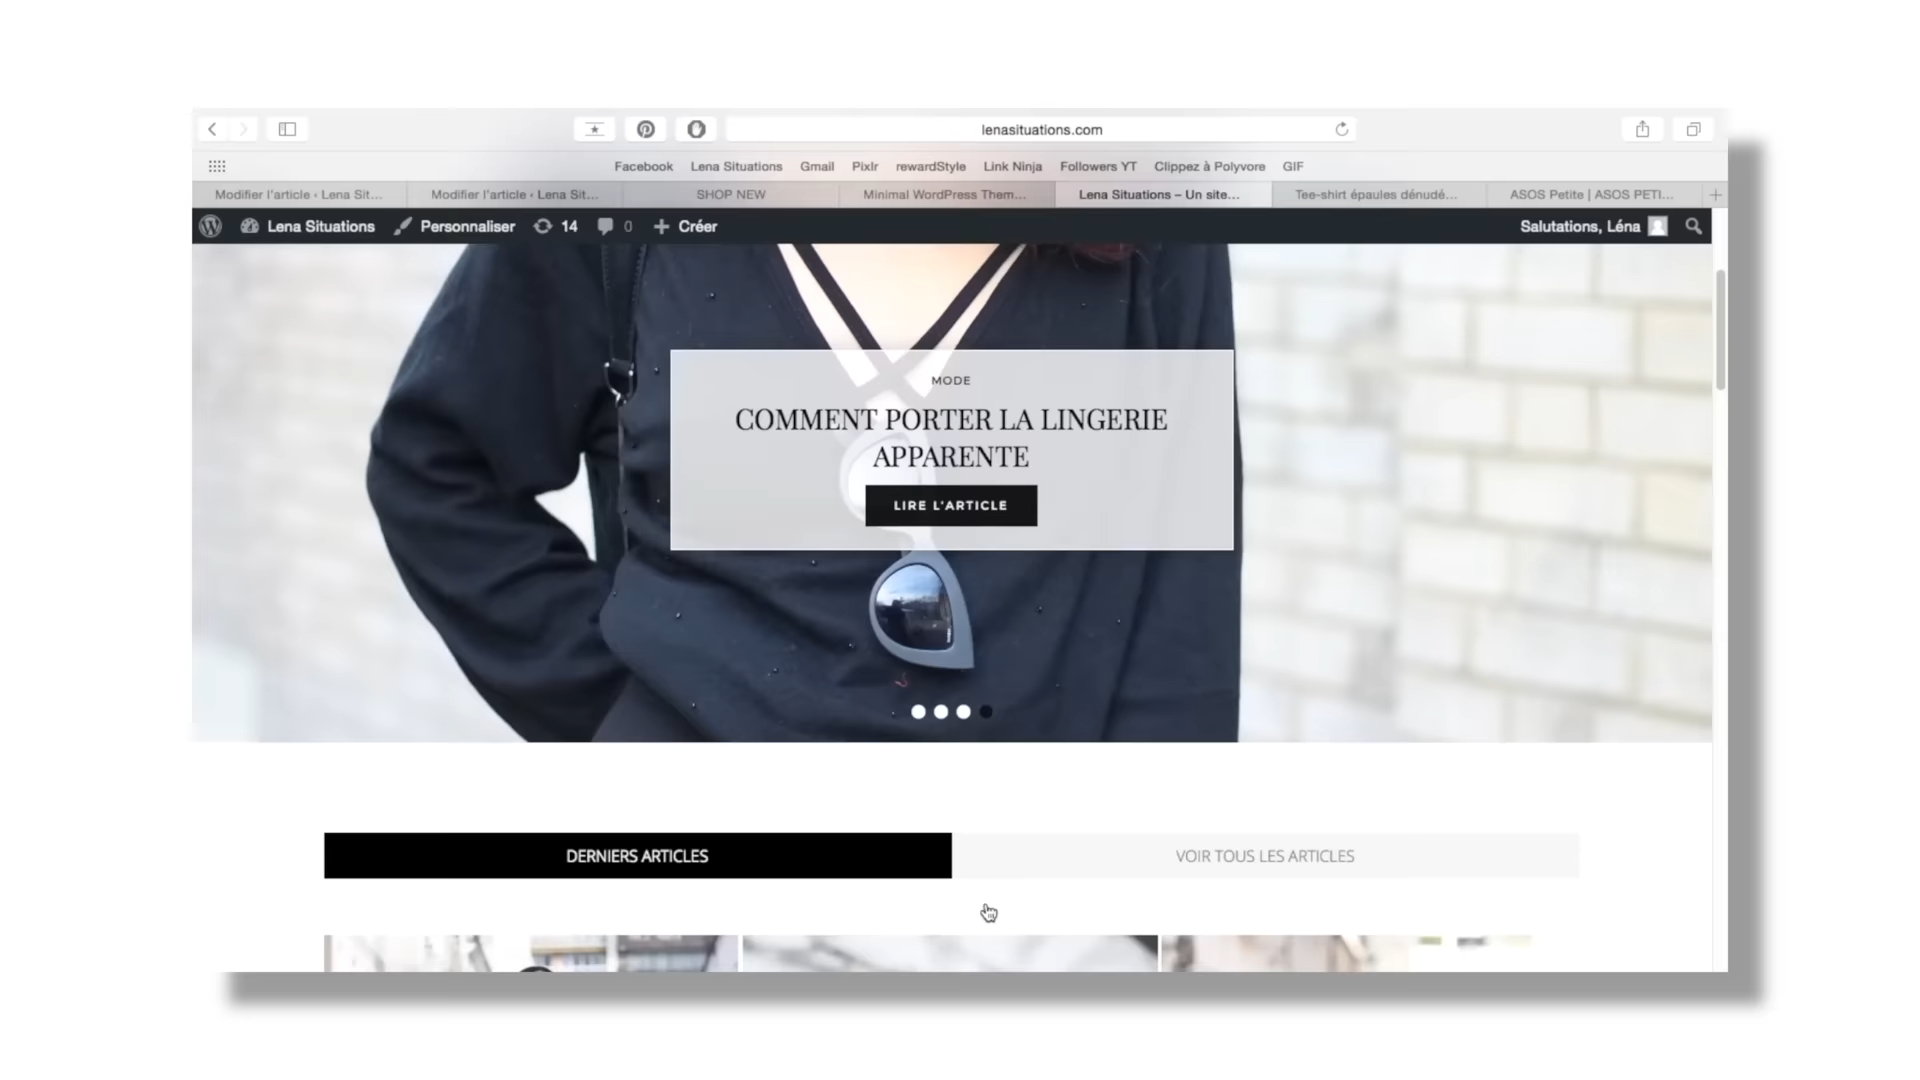 lenasituations.com
Facebook Lena Situations Gmail Pixlr rewardStyle Link Ninja Followers YT Clippez à Polyvore GIF
Modifier l'article ‹ Lena Sit... Modifier l'article ‹ Lena Sit... SHOP NEW Minimal WordPress Them... Lena Situations – Un site... Tee-shirt épaules dénudé... ASOS Petite | ASOS PETI...
Lena Situations Personnaliser 14 0 Créer Salutations, Léna
MODE
COMMENT PORTER LA LINGERIE
APPARENTE
LIRE L'ARTICLE
DERNIERS ARTICLES VOIR TOUS LES ARTICLES